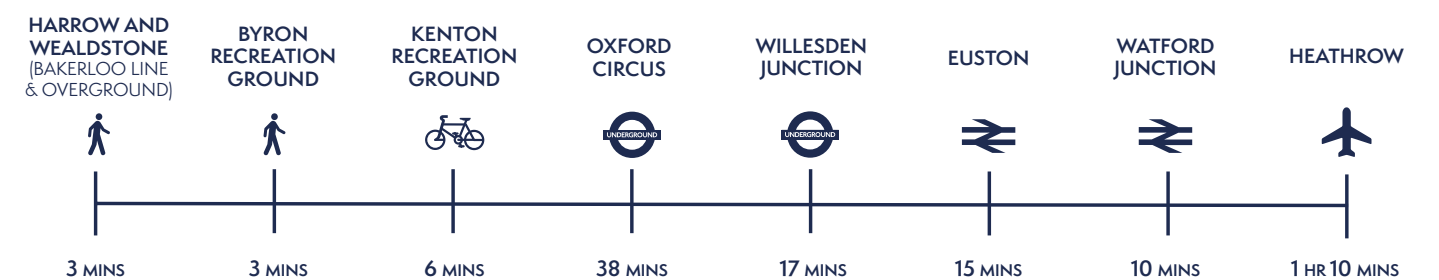 HARROW AND
WEALDSTONE
(BAKERLOO LINE
& OVERGROUND)
BYRON
RECREATION
GROUND
KENTON
RECREATION
GROUND
OXFORD
CIRCUS
WILLESDEN
JUNCTION
EUSTON
WATFORD
JUNCTION
HEATHROW
UNDERGROUND
UNDERGROUND
3 MINS
3 MINS
6 MINS
38 MINS
17 MINS
15 MINS
10 MINS
1 HR 10 MINS